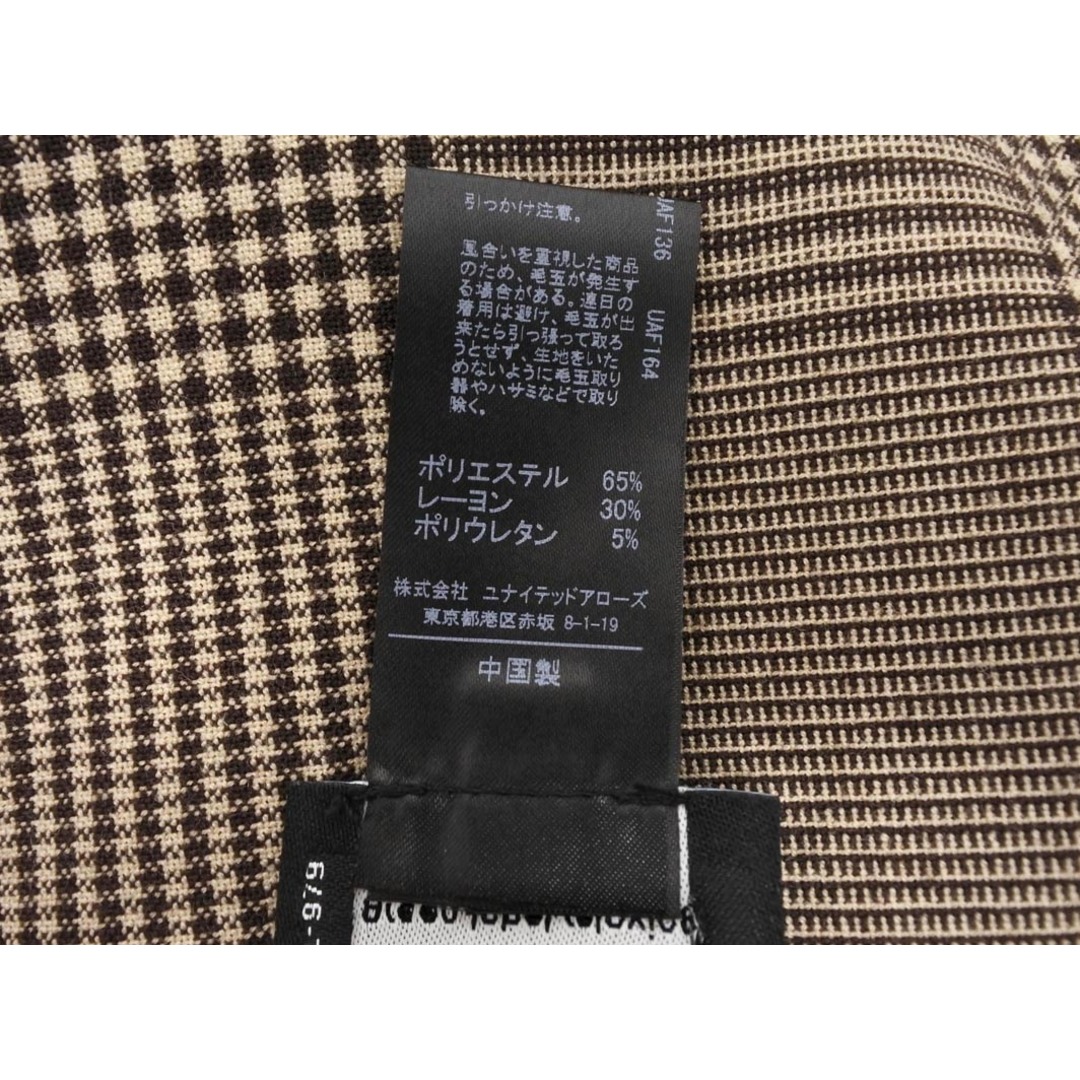 引っかけ注意。
風合いを重視した商品
のため、毛玉が発生す
る場合がある。連日の
着用は避け、毛玉が出
来たら引っ張って取ろ
うとせず、生地をいた
めないように毛玉取り
器やハサミなどで取り
除く。
UAF136
UAF164
ポリエステル 65%
レーヨン 30%
ポリウレタン 5%
株式会社 ユナイテッドアローズ
東京都港区赤坂 8-1-19
中国製